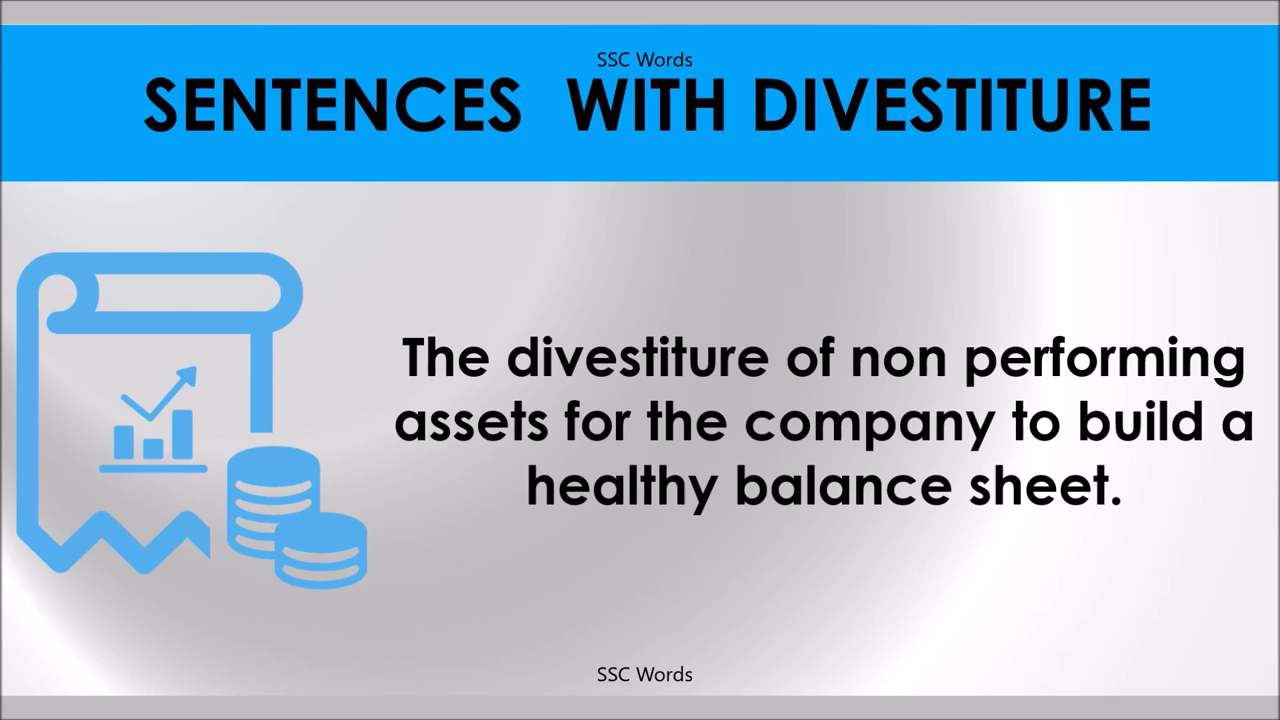 SSC Words
SENTENCES WITH DIVESTITURE
The divestiture of non performing
assets for the company to build a
healthy balance sheet.
SSC Words